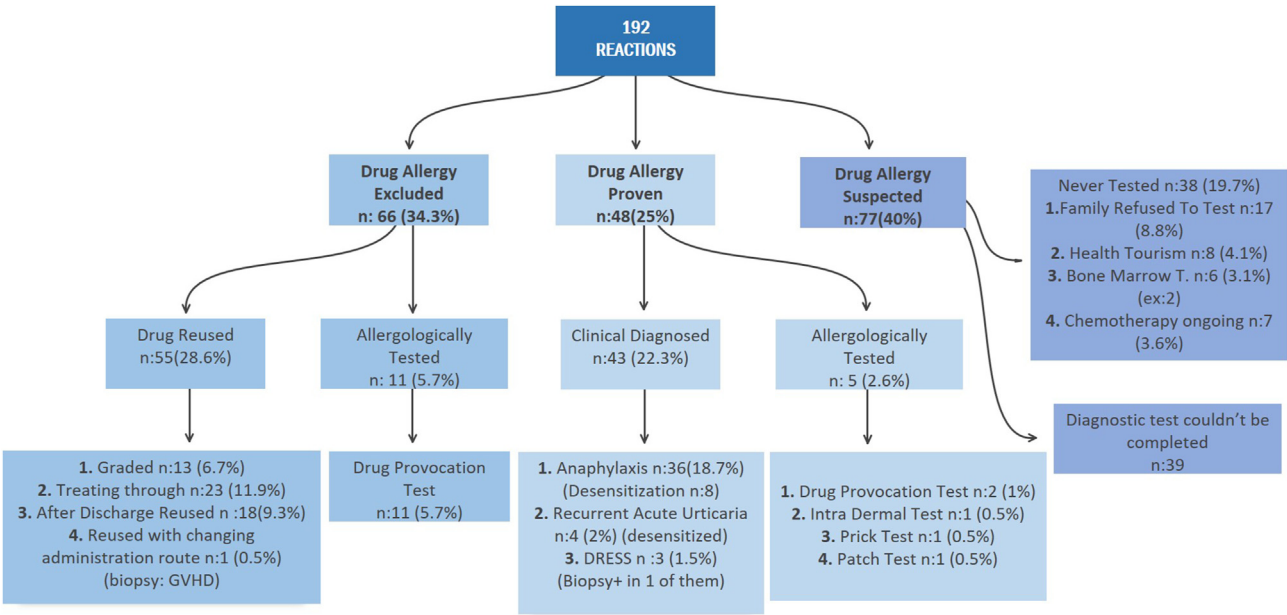 192
REACTIONS
Drug Allergy
Excluded
n: 66 (34.3%)
Drug Allergy
Proven
n:48(25%)
Drug Allergy
Suspected
n:77(40%)
Never Tested n:38 (19.7%)
1.Family Refused To Test n:17
(8.8%)
2. Health Tourism n:8 (4.1%)
3. Bone Marrow T. n:6 (3.1%)
(ex:2)
4. Chemotherapy ongoing n:7
(3.6%)
Drug Reused
n:55(28.6%)
Allergologically
Tested
n: 11 (5.7%)
Clinical Diagnosed
n:43 (22.3%)
Allergologically
Tested
n: 5 (2.6%)
Diagnostic test couldn't be
completed
n:39
1. Graded n:13 (6.7%)
2. Treating through n:23 (11.9%)
3. After Discharge Reused n :18(9.3%)
4. Reused with changing
administration route n:1 (0.5%)
(biopsy: GVHD)
Drug Provocation
Test
n:11 (5.7%)
1. Anaphylaxis n:36(18.7%)
(Desensitization n:8)
2. Recurrent Acute Urticaria
n:4 (2%) (desensitized)
3. DRESS n :3 (1.5%)
(Biopsy+ in 1 of them)
1. Drug Provocation Test n:2 (1%)
2. Intra Dermal Test n:1 (0.5%)
3. Prick Test n:1 (0.5%)
4. Patch Test n:1 (0.5%)